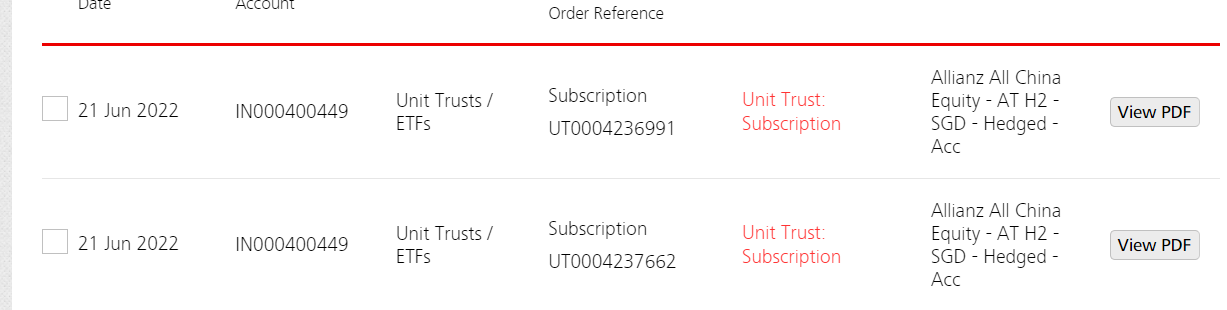 Date
Account
Order Reference
21 Jun 2022
IN000400449
Unit Trusts /
ETFs
Subscription
UT0004236991
Unit Trust:
Subscription
Allianz All China
Equity - AT H2 -
SGD - Hedged -
Acc
View PDF
21 Jun 2022
IN000400449
Unit Trusts /
ETFs
Subscription
UT0004237662
Unit Trust:
Subscription
Allianz All China
Equity - AT H2 -
SGD - Hedged -
Acc
View PDF